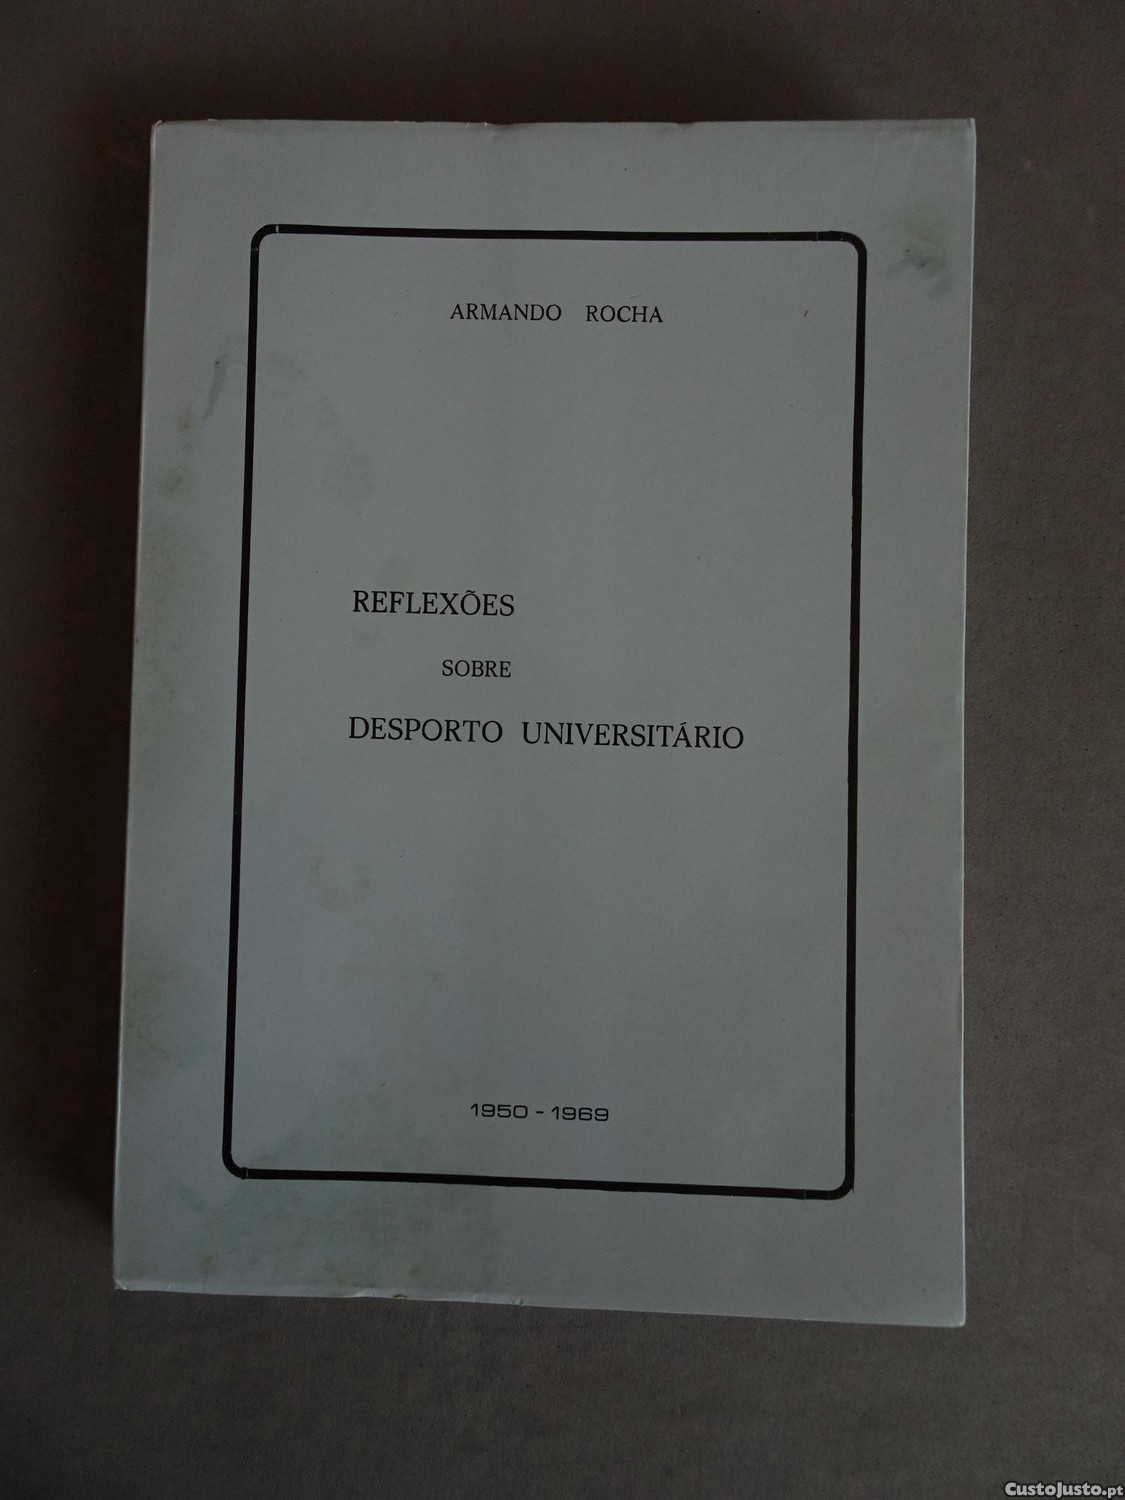 ARMANDO ROCHA
REFLEXÕES
SOBRE
DESPORTO UNIVERSITÁRIO
1950 - 1969
CustoJusto.pt